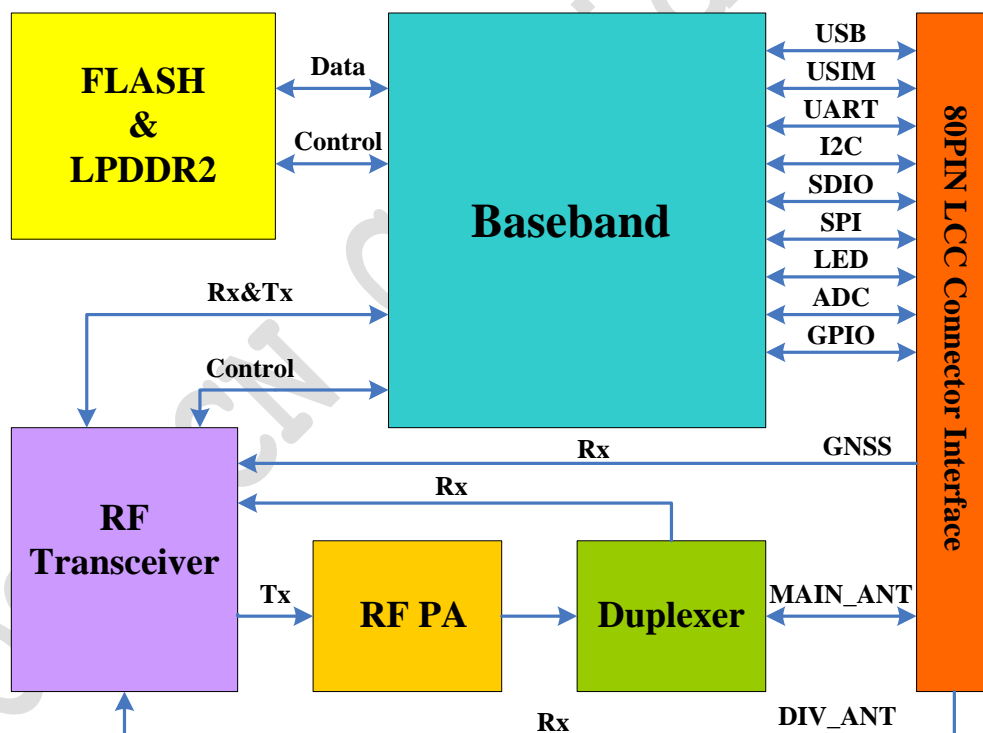 FLASH
&
LPDDR2
Data
Control
Baseband
USB
USIM
UART
I2C
SDIO
SPI
LED
ADC
GPIO
80PIN LCC Connector Interface
Rx&Tx
Control
RF
Transceiver
Rx
GNSS
Rx
Tx
RF PA
Duplexer
MAIN_ANT
Rx
DIV_ANT